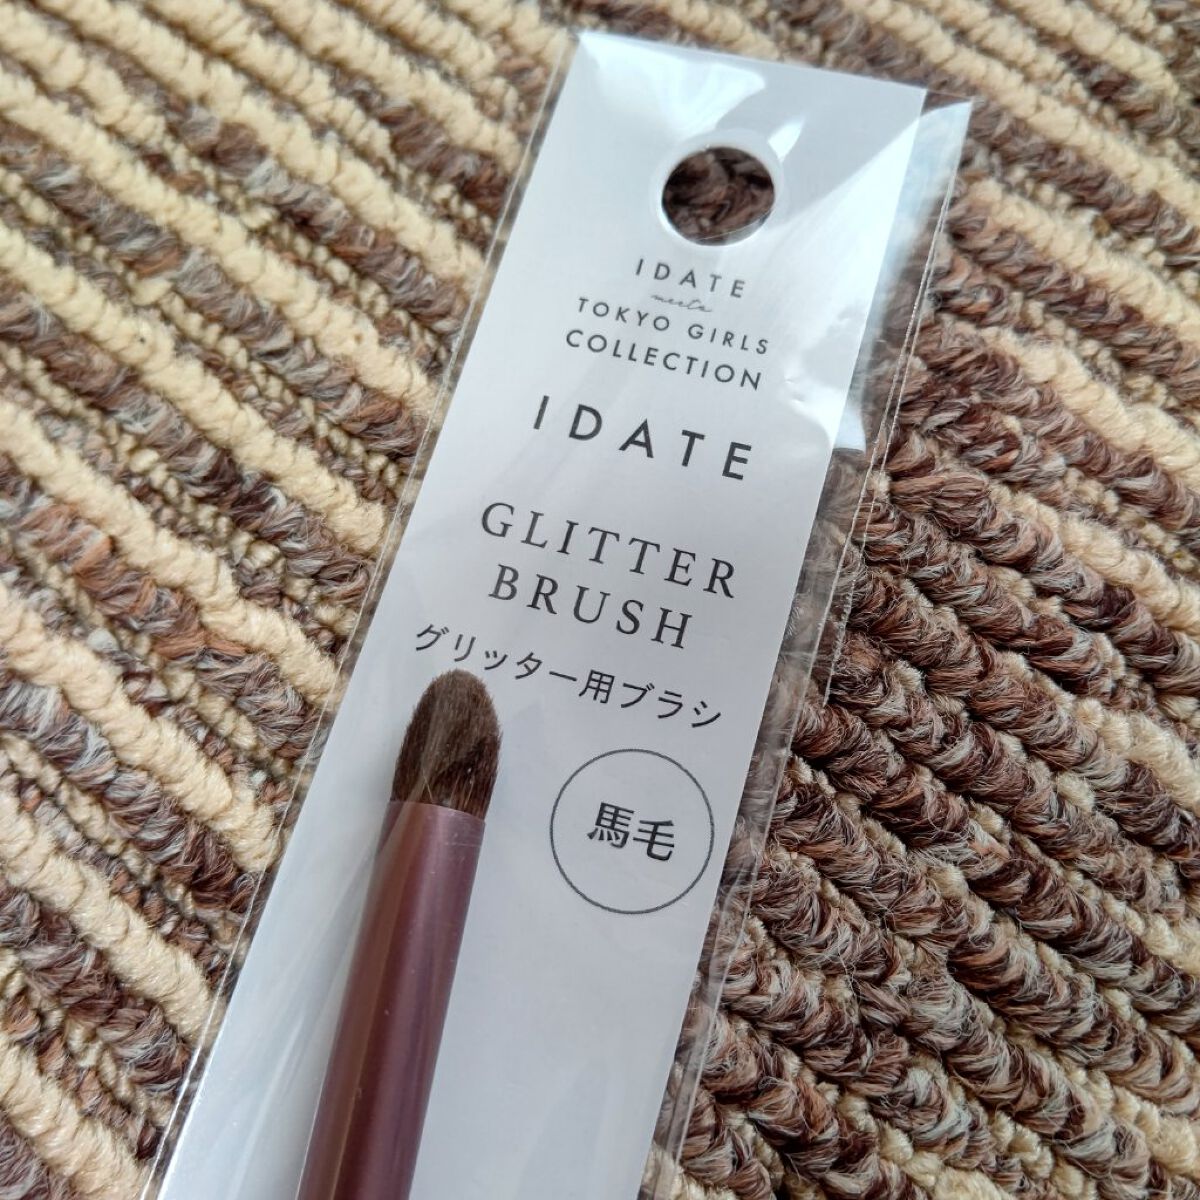 IDATE
meets
TOKYO GIRLS
COLLECTION
IDATE
GLITTER
BRUSH
グリッター用ブラシ
馬毛